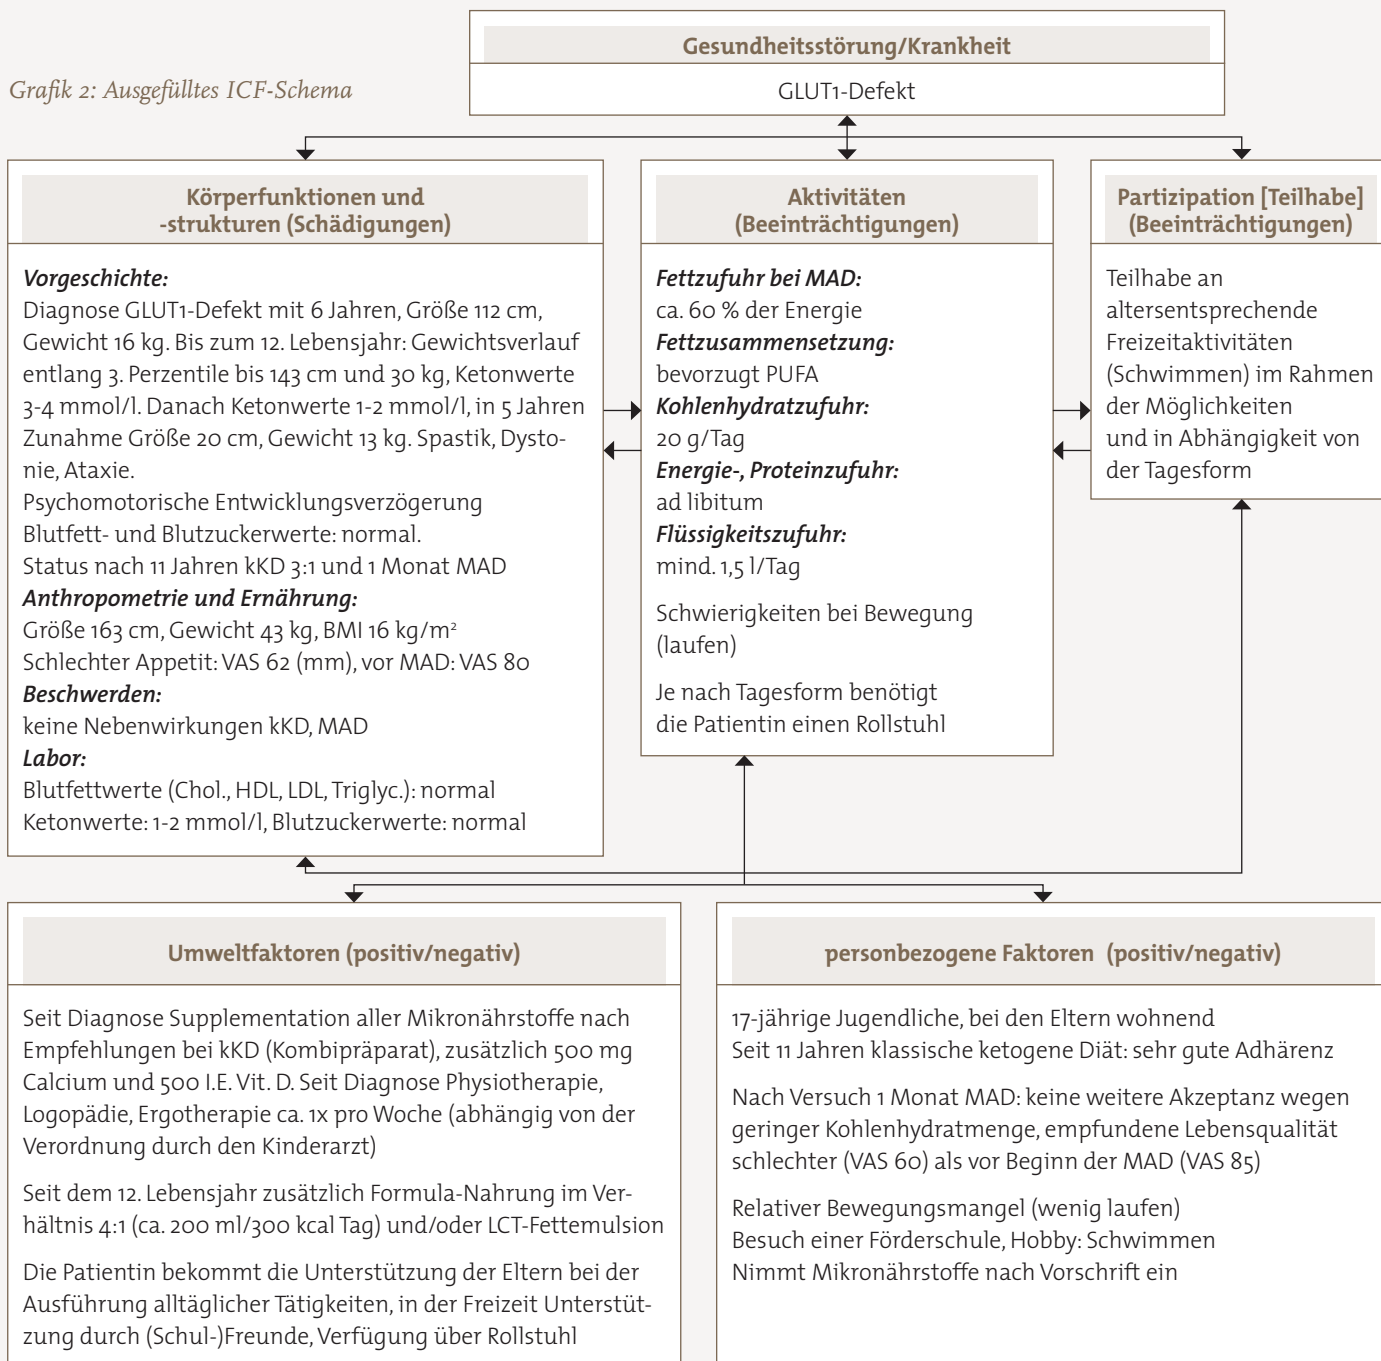 Gesundheitsstörung/Krankheit
GLUT1-Defekt
Grafik 2: Ausgefülltes ICF-Schema
Körperfunktionen und
-strukturen (Schädigungen)
Vorgeschichte:
Diagnose GLUT1-Defekt mit 6 Jahren, Größe 112 cm,
Gewicht 16 kg. Bis zum 12. Lebensjahr: Gewichtsverlauf
entlang 3. Perzentile bis 143 cm und 30 kg, Ketonwerte
3-4 mmol/l. Danach Ketonwerte 1-2 mmol/l, in 5 Jahren
Zunahme Größe 20 cm, Gewicht 13 kg. Spastik, Dysto-
nie, Ataxie.
Psychomotorische Entwicklungsverzögerung
Blutfett- und Blutzuckerwerte: normal.
Status nach 11 Jahren kKD 3:1 und 1 Monat MAD
Anthropometrie und Ernährung:
Größe 163 cm, Gewicht 43 kg, BMI 16 kg/m²
Schlechter Appetit: VAS 62 (mm), vor MAD: VAS 80
Beschwerden:
keine Nebenwirkungen kKD, MAD
Labor:
Blutfettwerte (Chol., HDL, LDL, Triglyc.): normal
Ketonwerte: 1-2 mmol/l, Blutzuckerwerte: normal
Aktivitäten
(Beeinträchtigungen)
Fettzufuhr bei MAD:
ca. 60 % der Energie
Fettzusammensetzung:
bevorzugt PUFA
Kohlenhydratzufuhr:
20 g/Tag
Energie-, Proteinzufuhr:
ad libitum
Flüssigkeitszufuhr:
mind. 1,5 l/Tag
Schwierigkeiten bei Bewegung
(laufen)
Je nach Tagesform benötigt
die Patientin einen Rollstuhl
Partizipation [Teilhabe]
(Beeinträchtigungen)
Teilhabe an
altersentsprechende
Freizeitaktivitäten
(Schwimmen) im Rahmen
der Möglichkeiten
und in Abhängigkeit von
der Tagesform
Umweltfaktoren (positiv/negativ)
Seit Diagnose Supplementation aller Mikronährstoffe nach
Empfehlungen bei kKD (Kombipräparat), zusätzlich 500 mg
Calcium und 500 I.E. Vit. D. Seit Diagnose Physiotherapie,
Logopädie, Ergotherapie ca. 1x pro Woche (abhängig von der
Verordnung durch den Kinderarzt)
Seit dem 12. Lebensjahr zusätzlich Formula-Nahrung im Ver-
hältnis 4:1 (ca. 200 ml/300 kcal Tag) und/oder LCT-Fettemulsion
Die Patientin bekommt die Unterstützung der Eltern bei der
Ausführung alltäglicher Tätigkeiten, in der Freizeit Unterstüt-
zung durch (Schul-)Freunde, Verfügung über Rollstuhl
personbezogene Faktoren (positiv/negativ)
17-jährige Jugendliche, bei den Eltern wohnend
Seit 11 Jahren klassische ketogene Diät: sehr gute Adhärenz
Nach Versuch 1 Monat MAD: keine weitere Akzeptanz wegen
geringer Kohlenhydratmenge, empfundene Lebensqualität
schlechter (VAS 60) als vor Beginn der MAD (VAS 85)
Relativer Bewegungsmangel (wenig laufen)
Besuch einer Förderschule, Hobby: Schwimmen
Nimmt Mikronährstoffe nach Vorschrift ein